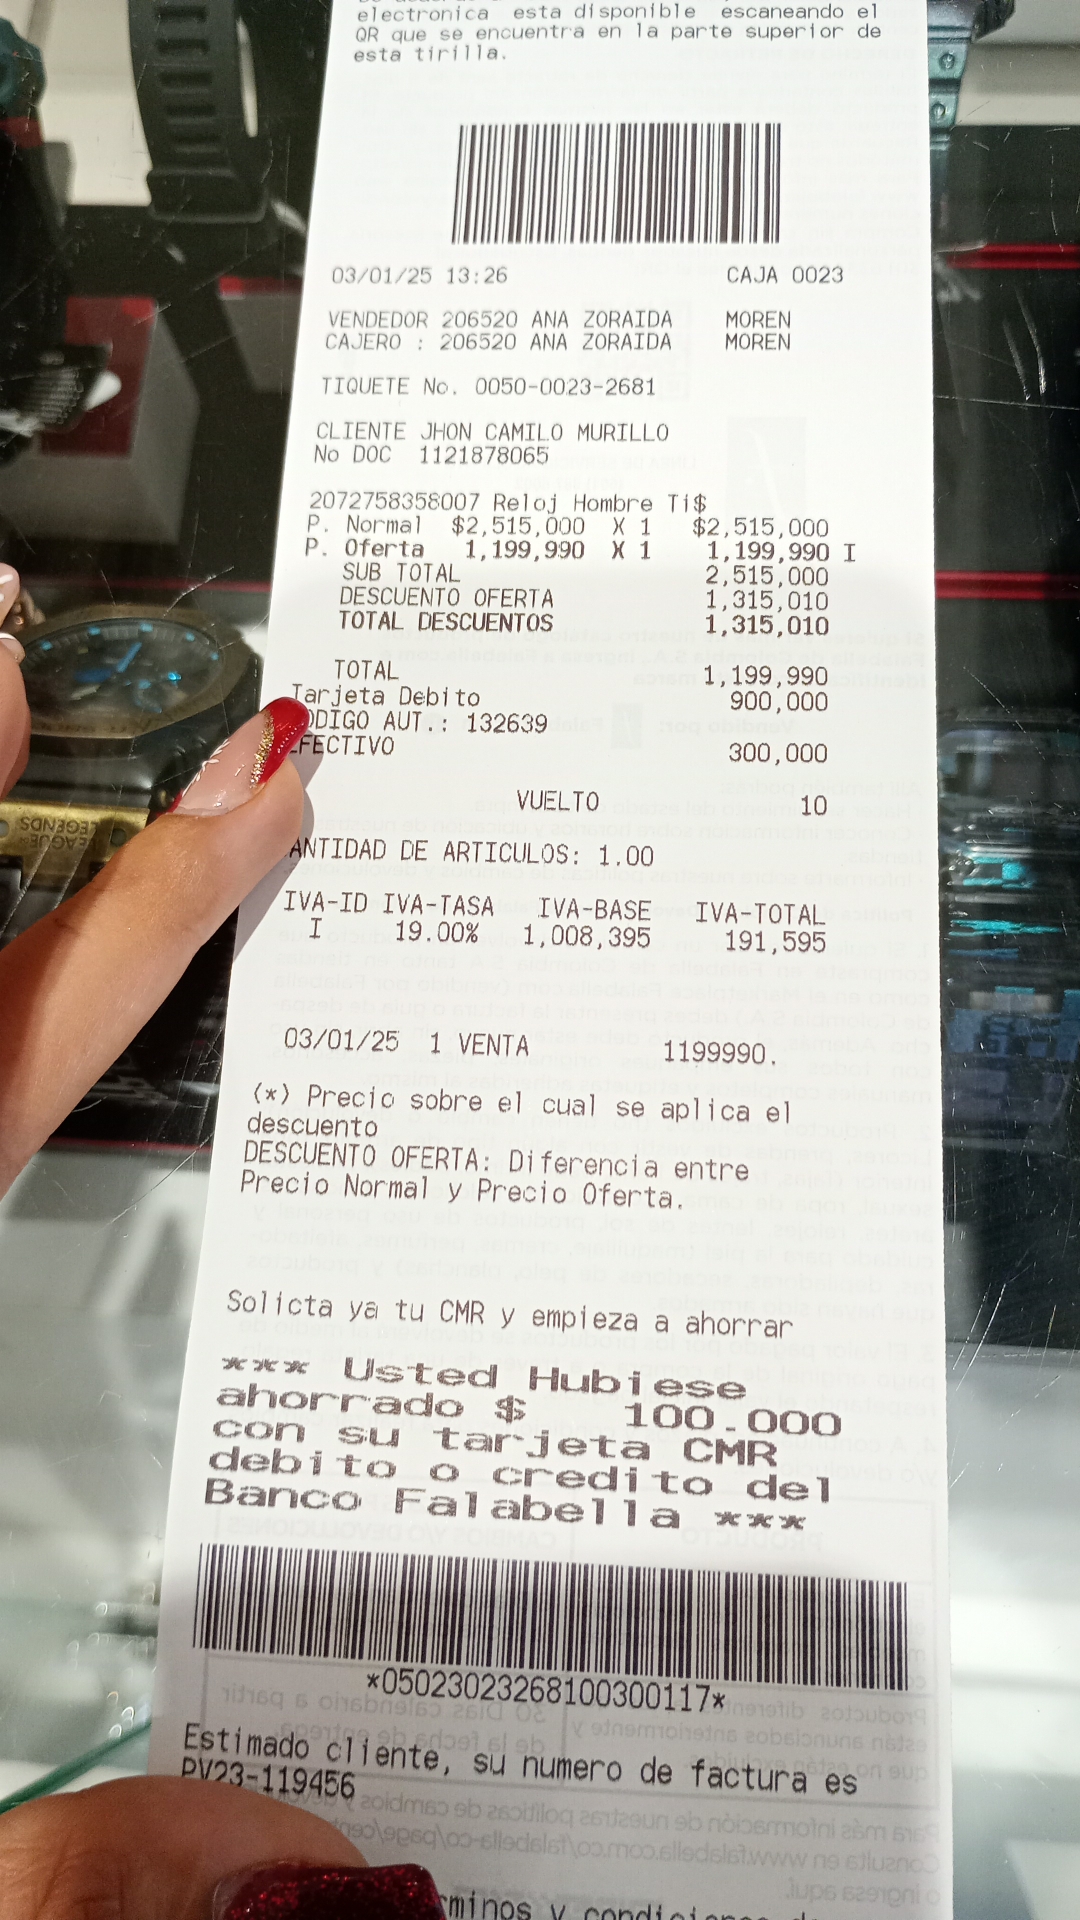 electronica esta disponible escaneando el
QR que se encuentra en la parte superior de
esta tirilla.
03/01/25 13:26 CAJA 0023
VENDEDOR 206520 ANA ZORAIDA MOREN
CAJERO : 206520 ANA ZORAIDA MOREN
TIQUETE No. 0050-0023-2681
CLIENTE JHON CAMILO MURILLO
No DOC 1121878065
2072758358007 Reloj Hombre Ti$
P. Normal $2,515,000 X 1 $2,515,000
P. Oferta 1,199,990 X 1 1,199,990 I
SUB TOTAL 2,515,000
DESCUENTO OFERTA 1,315,010
TOTAL DESCUENTOS 1,315,010
TOTAL 1,199,990
Tarjeta Debito 900,000
ODIGO AUT.: 132639
EFECTIVO 300,000
VUELTO 10
ANTIDAD DE ARTICULOS: 1.00
IVA-ID IVA-TASA IVA-BASE IVA-TOTAL
I 19.00% 1,008,395 191,595
03/01/25 1 VENTA 1199990.
(*) Precio sobre el cual se aplica el
descuento
DESCUENTO OFERTA: Diferencia entre
Precio Normal y Precio Oferta.
Solicta ya tu CMR y empieza a ahorrar
*** Usted Hubiese
ahorrado $ 100.000
con su tarjeta CMR
debito o credito del
Banco Falabella ***
*05023023268100300117*
Estimado cliente, su numero de factura es
PV23-119456
LEAGUE OF
LEGENDS